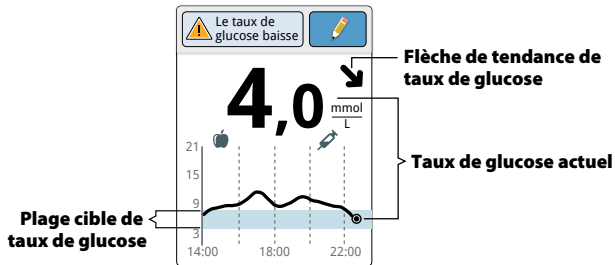 Le taux de
glucose baisse
Flèche de tendance de
taux de glucose
4,0 mmol
L
Taux de glucose actuel
21
15
9
3
Plage cible de
taux de glucose
14:00 18:00 22:00